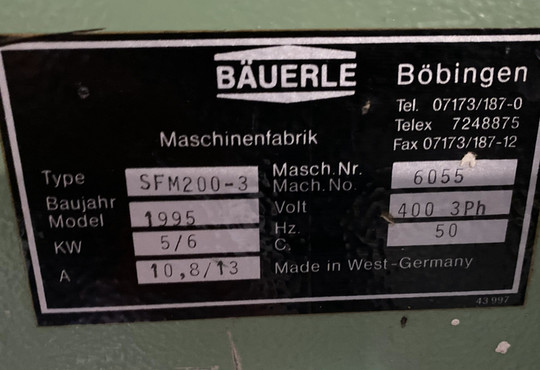 BÄUERLE
Böbingen
Tel. 07173/187-0
Telex 7248875
Fax 07173/187-12
Maschinenfabrik
Type SFM200-3
Masch.Nr. Mach.No. 6055
Baujahr Model 1995
Volt 400 3Ph
KW 5/6
Hz. C. 50
A 10,8/13
Made in West-Germany
43 997